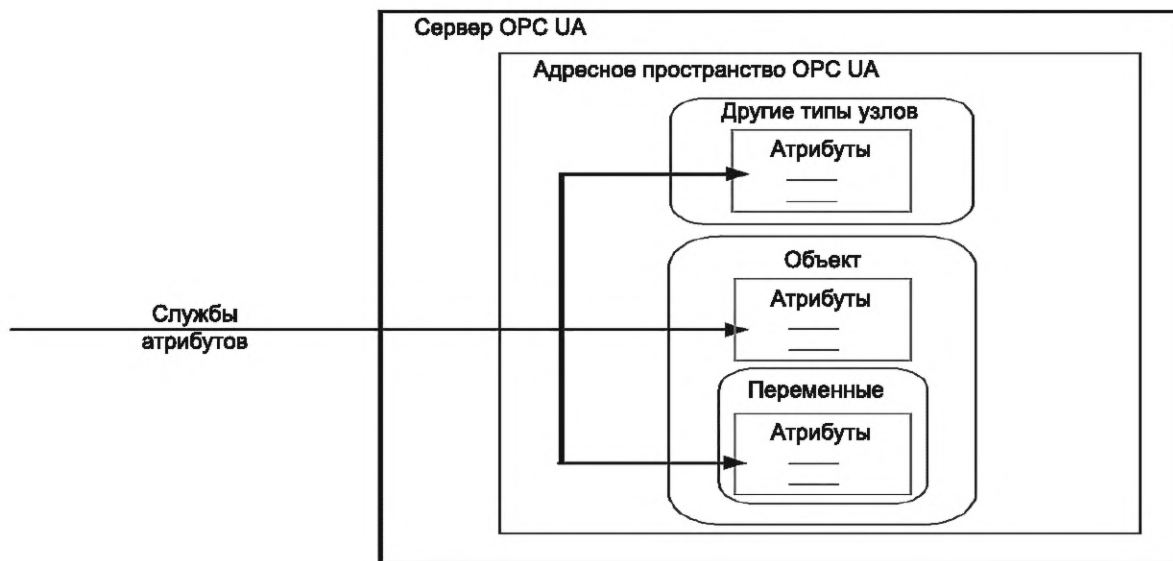 Сервер OPC UA
Адресное пространство OPC UA
Другие типы узлов
Атрибуты
Объект
Атрибуты
Службы
атрибутов
Переменные
Атрибуты